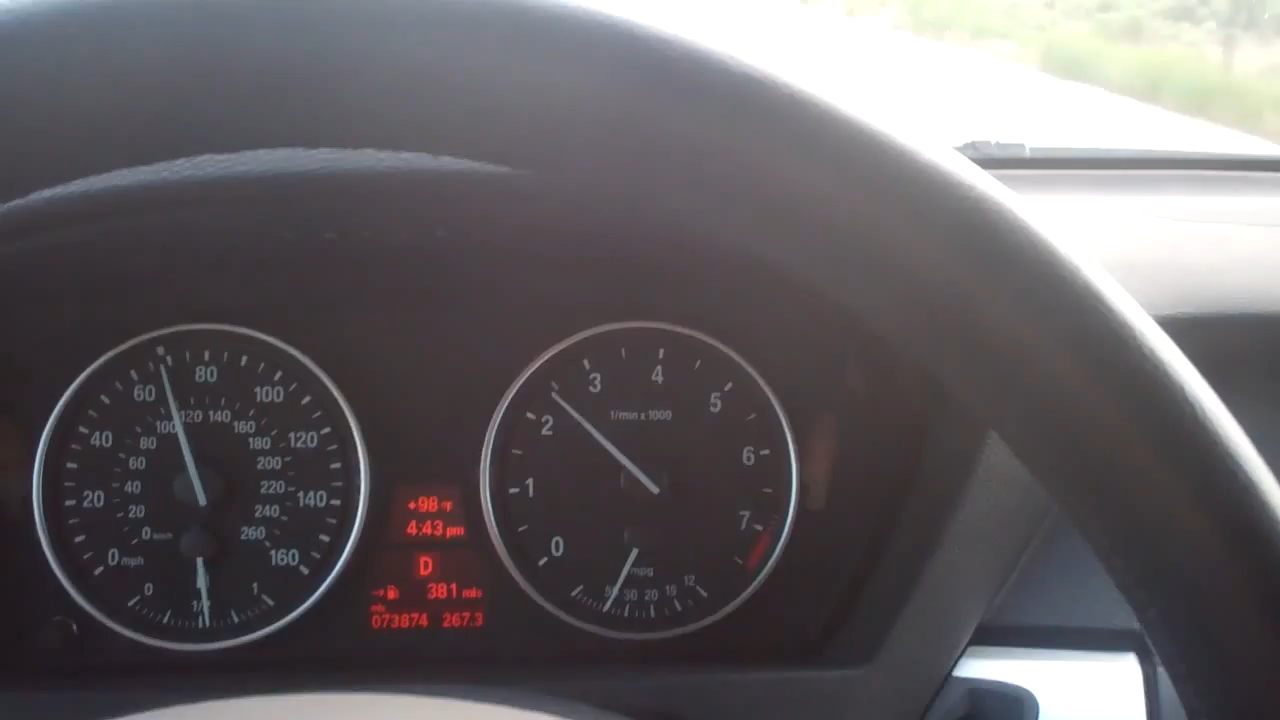 0 mph 20 40 60 80 100 120 140 160
0 km/h 20 40 60 80 100 120 140 160 180 200 220 240 260
0 1/ 1
+98 °F
4:43 pm
D
381 mls
mls
073874 267.3
1/min x 1000
0 1 2 3 4 5 6 7
mpg
30 20 15 12